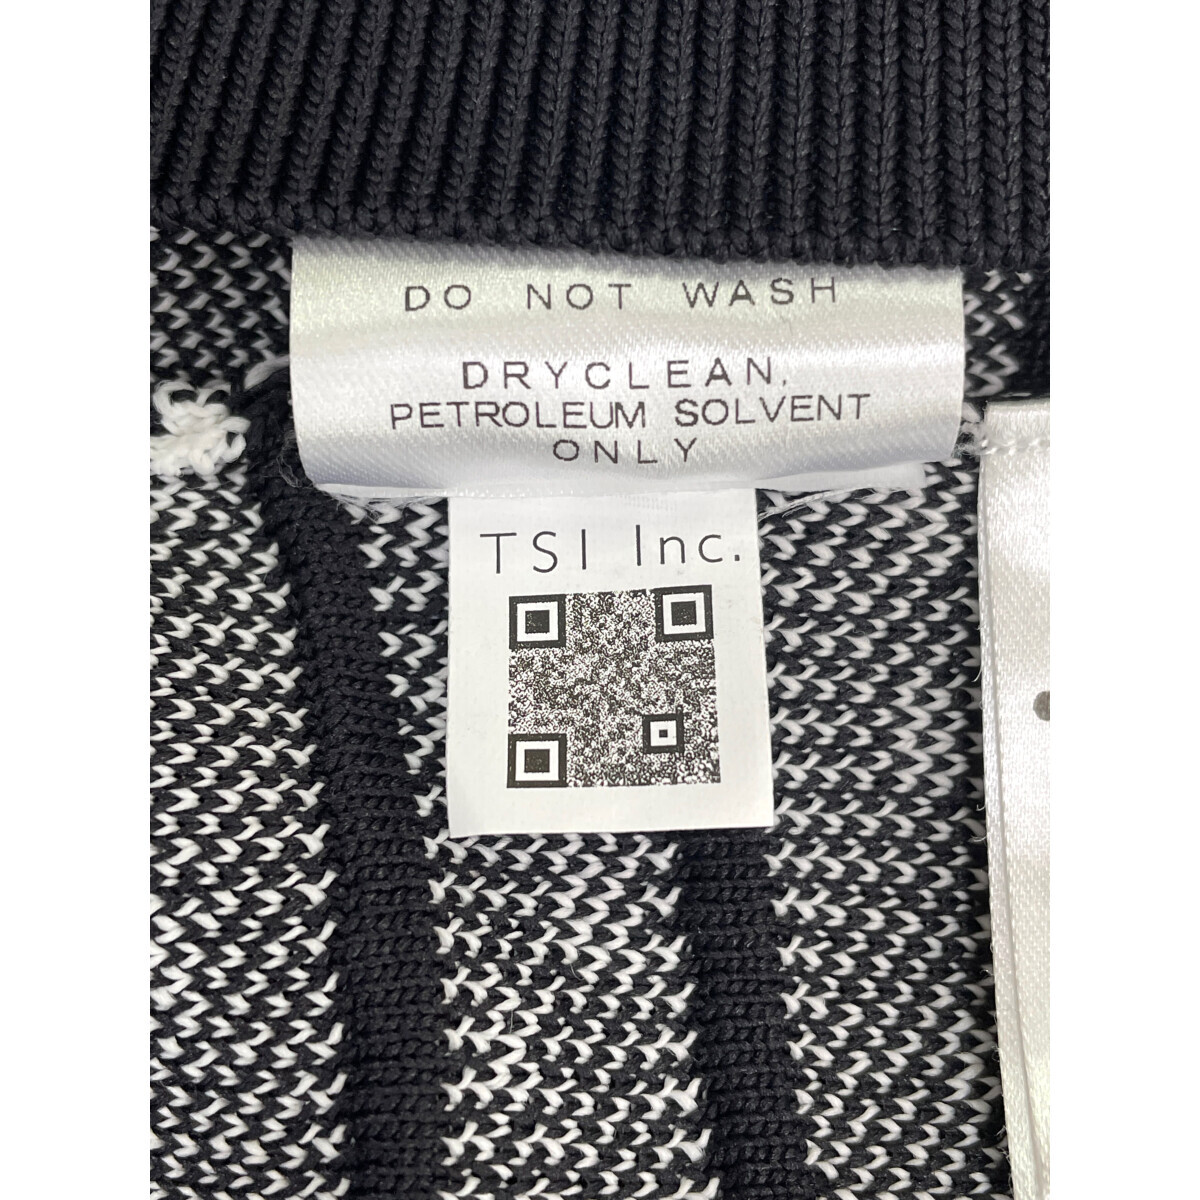 DO NOT WASH
DRYCLEAN,
PETROLEUM SOLVENT
ONLY
TSI Inc.